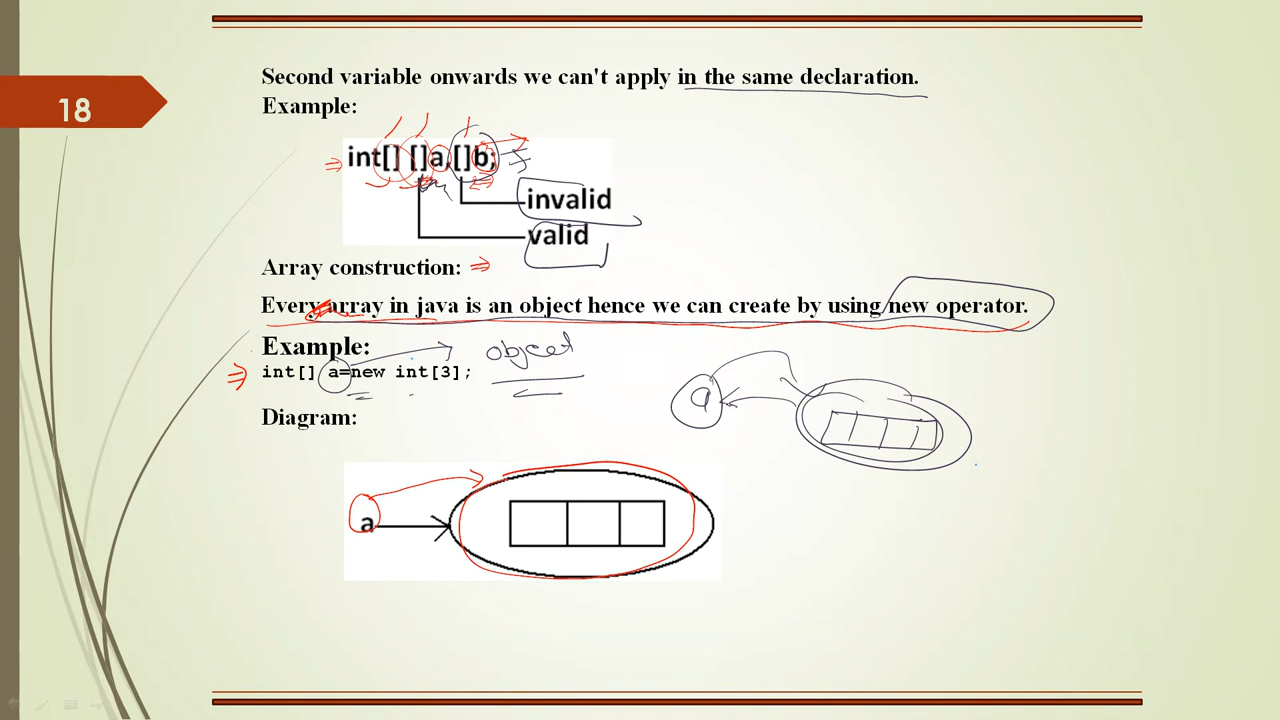 18
Second variable onwards we can't apply in the same declaration.
Example:
int[] []a,[]b;
invalid
valid
Array construction:
Every array in java is an object hence we can create by using new operator.
Example:
object
int[] a=new int[3];
a
Diagram:
a